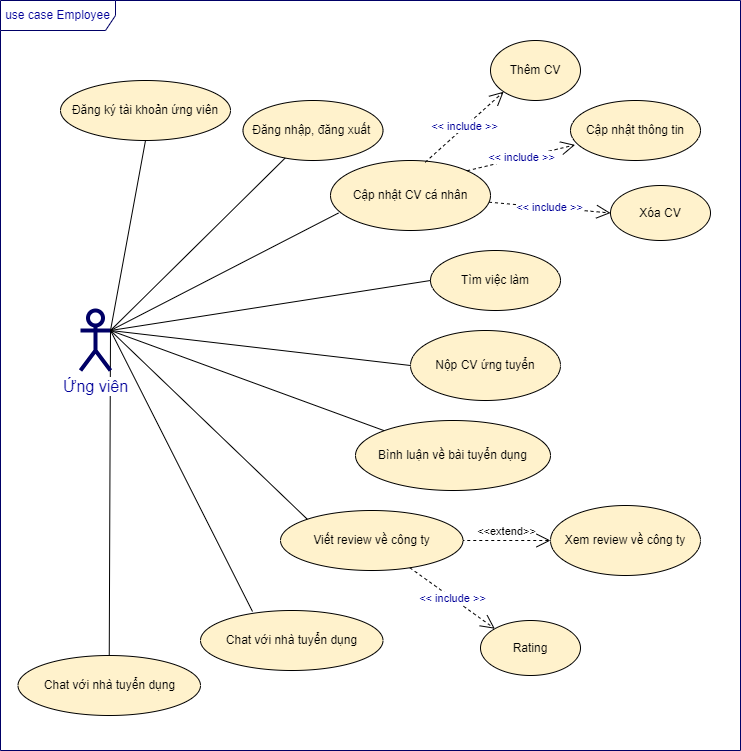 use case Employee
Thêm CV
Đăng ký tài khoản ứng viên
Đăng nhập, đăng xuất
<< include >>
Cập nhật thông tin
<< include >>
Cập nhật CV cá nhân
<< include >>
Xóa CV
Tìm việc làm
Ứng viên
Nộp CV ứng tuyển
Bình luận về bài tuyển dụng
<<extend>>
Viết review về công ty
Xem review về công ty
<< include >>
Chat với nhà tuyển dụng
Rating
Chat với nhà tuyển dụng